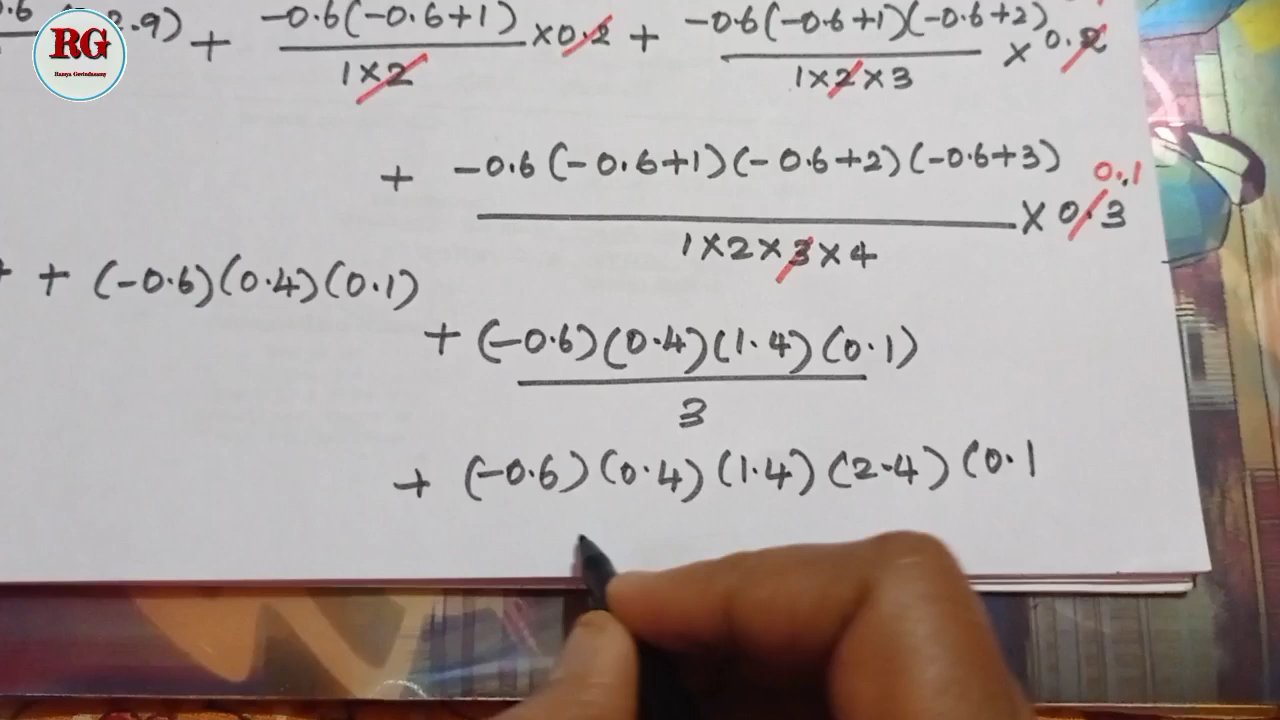 RG
Ramya Govindasamy
.9) + -0.6(-0.6+1) / 1×2 × 0.2 + -0.6(-0.6+1)(-0.6+2) / 1×2×3 × 0.2
+ -0.6(-0.6+1)(-0.6+2)(-0.6+3) / 1×2×3×4 × 0.3 0.1
+ (-0.6)(0.4)(0.1)
+ (-0.6)(0.4)(1.4)(0.1) / 3
+ (-0.6)(0.4)(1.4)(2.4)(0.1